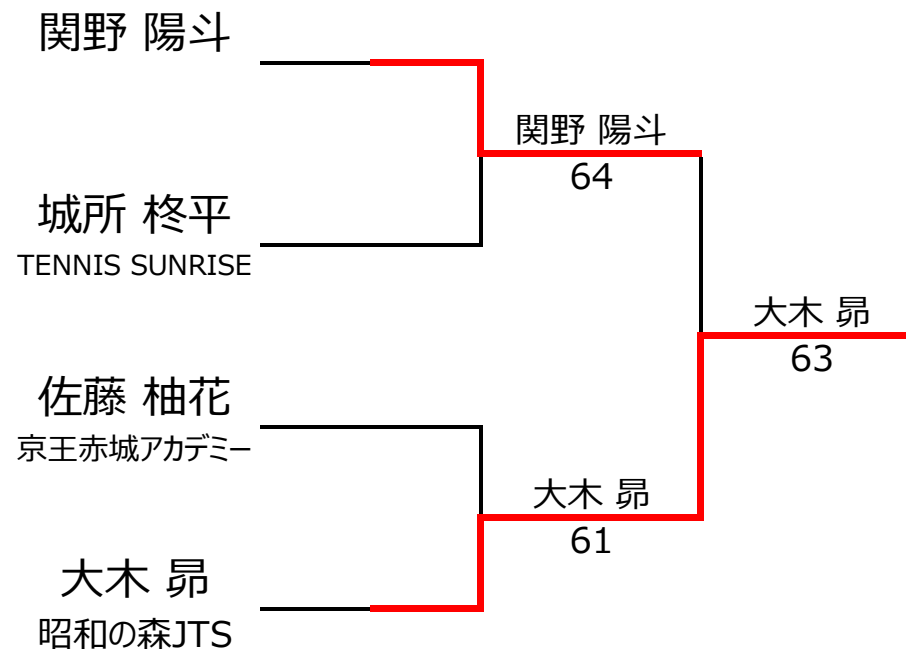 関野 陽斗
関野 陽斗
64
城所 柊平
TENNIS SUNRISE
大木 昴
63
佐藤 柚花
京王赤城アカデミー
大木 昴
61
大木 昴
昭和の森JTS